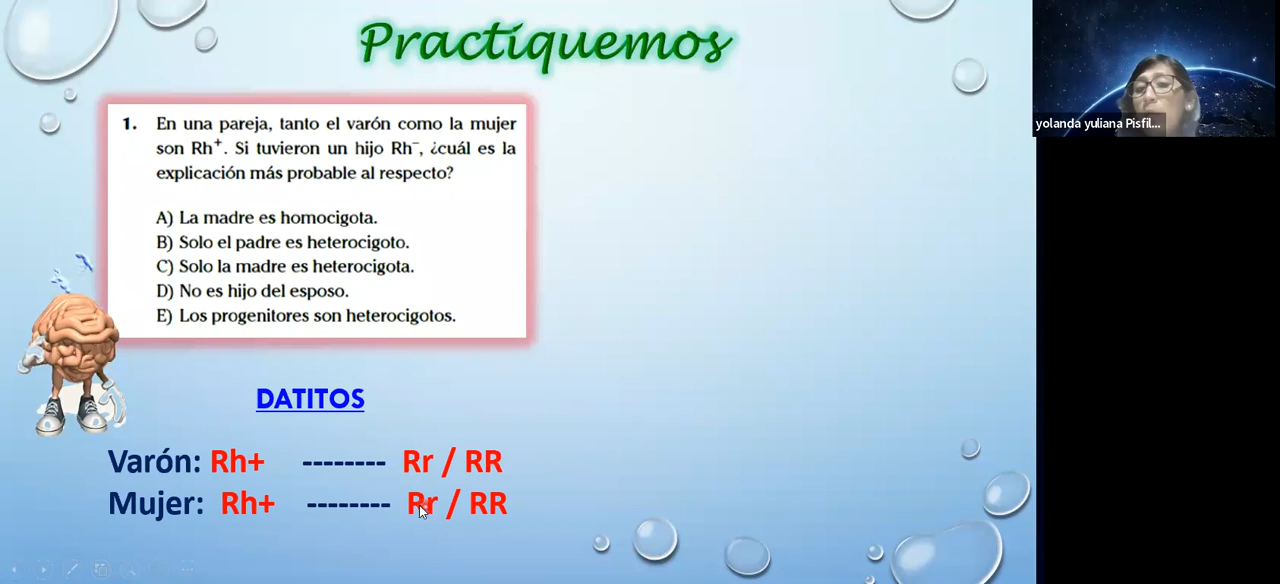 Practiquemos
yolanda yuliana Pisfil...
1. En una pareja, tanto el varón como la mujer
son Rh⁺. Si tuvieron un hijo Rh⁻, ¿cuál es la
explicación más probable al respecto?
A) La madre es homocigota.
B) Solo el padre es heterocigoto.
C) Solo la madre es heterocigota.
D) No es hijo del esposo.
E) Los progenitores son heterocigotos.
DATITOS
Varón: Rh+ -------- Rr / RR
Mujer: Rh+ -------- Rr / RR